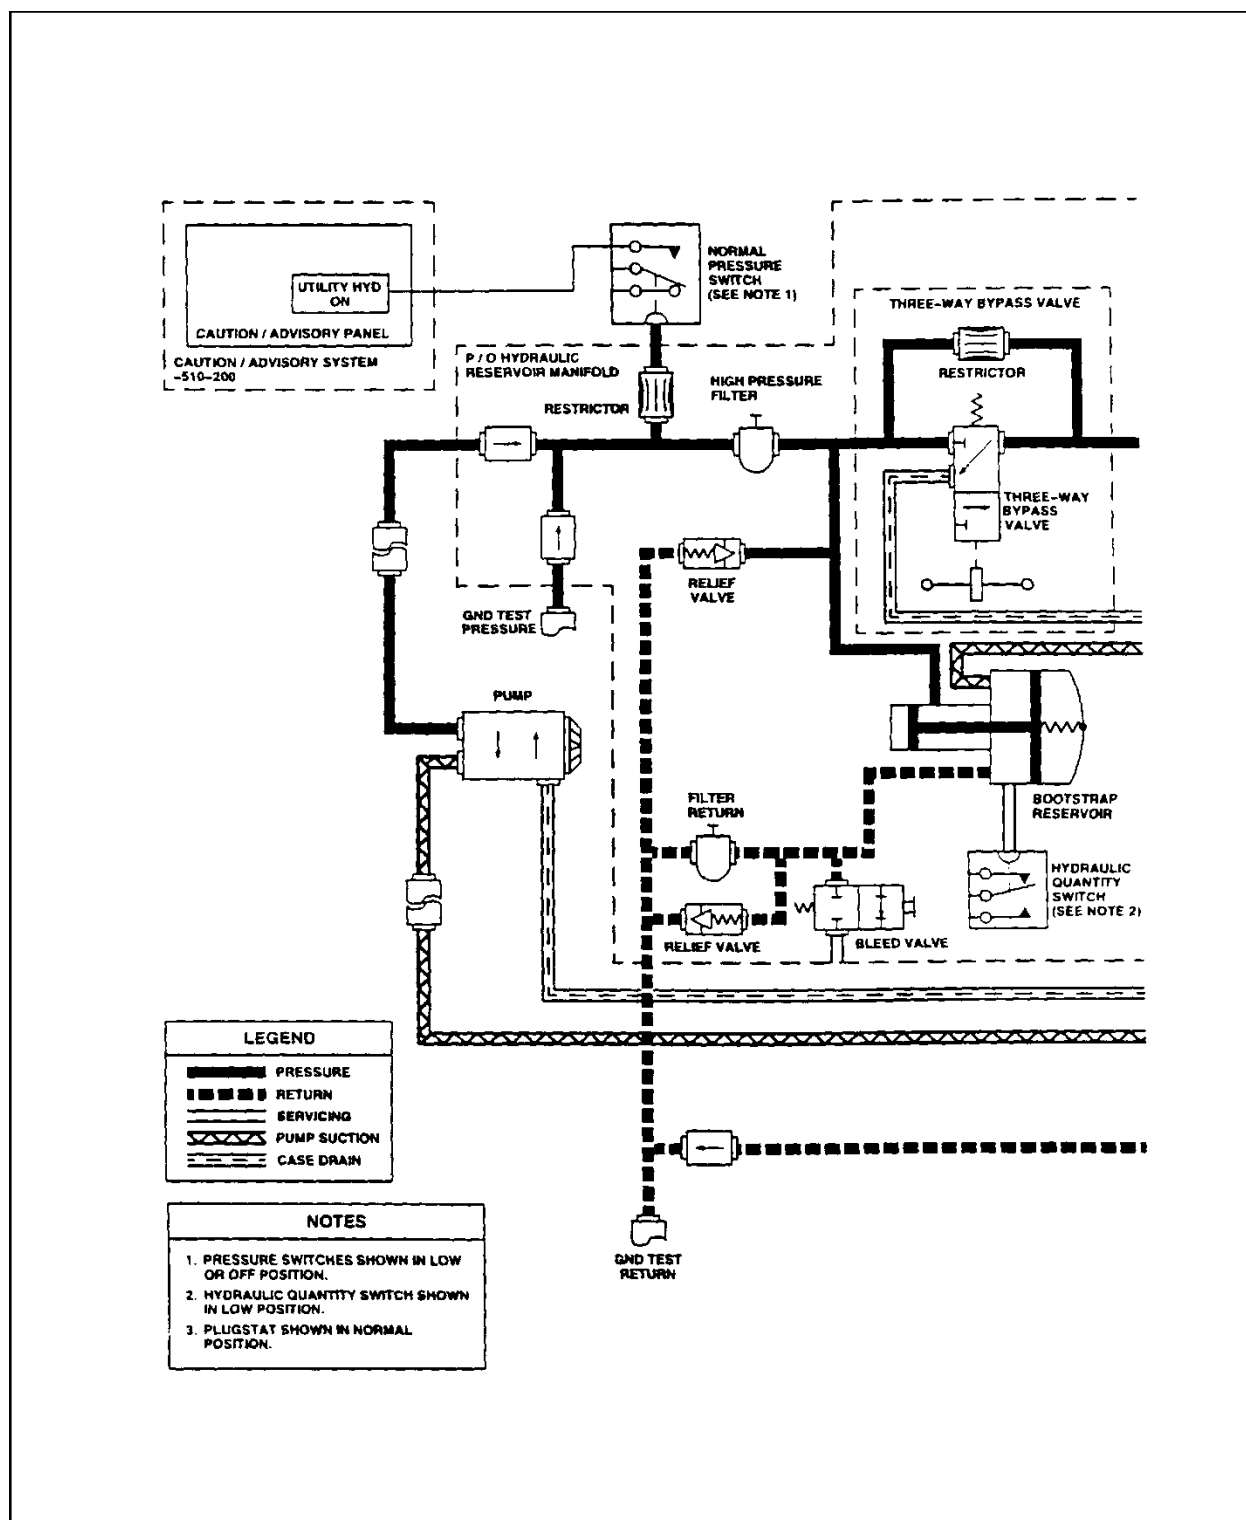 UTILITY HYD
ON
CAUTION / ADVISORY PANEL
CAUTION / ADVISORY SYSTEM
-510-200
NORMAL
PRESSURE
SWITCH
(SEE NOTE 1)
P / O HYDRAULIC
RESERVOIR MANIFOLD
RESTRICTOR
HIGH PRESSURE
FILTER
THREE-WAY BYPASS VALVE
RESTRICTOR
THREE-WAY
BYPASS
VALVE
RELIEF
VALVE
GND TEST
PRESSURE
PUMP
FILTER
RETURN
BOOTSTRAP
RESERVOIR
HYDRAULIC
QUANTITY
SWITCH
(SEE NOTE 2)
RELIEF VALVE
BLEED VALVE
LEGEND
PRESSURE
RETURN
SERVICING
PUMP SUCTION
CASE DRAIN
NOTES
1. PRESSURE SWITCHES SHOWN IN LOW
OR OFF POSITION.
2. HYDRAULIC QUANTITY SWITCH SHOWN
IN LOW POSITION.
3. PLUGSTAT SHOWN IN NORMAL
POSITION.
GND TEST
RETURN